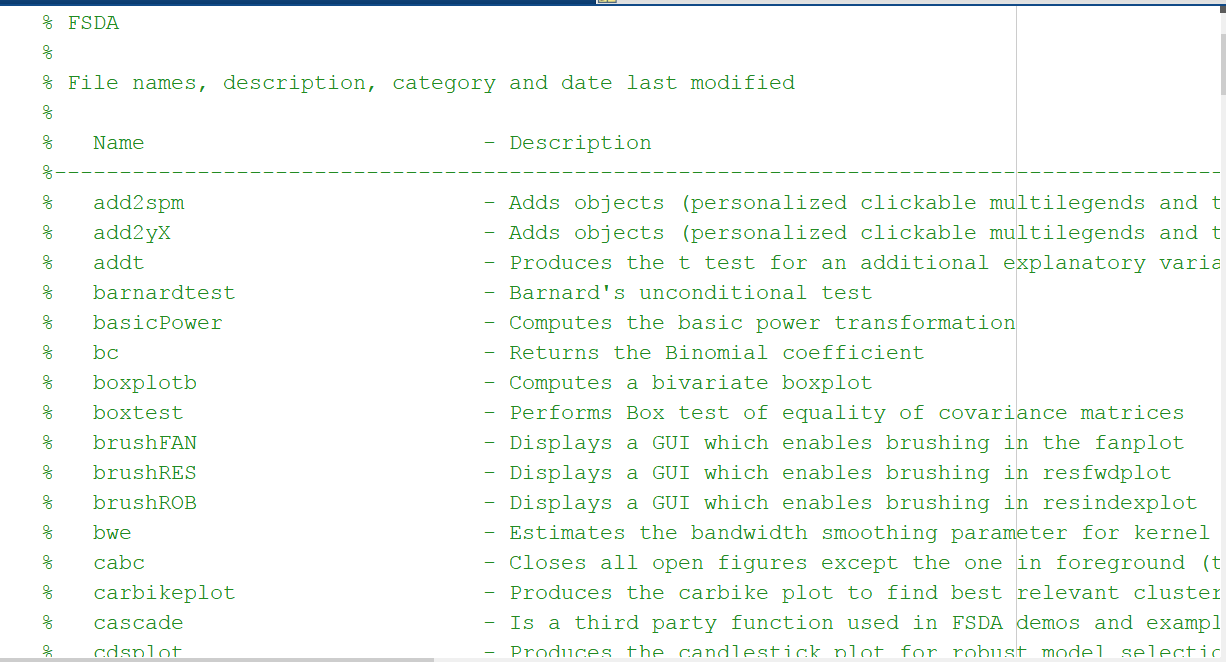 % FSDA
%
% File names, description, category and date last modified
%
%   Name                          - Description
%------------------------------------------------------------------------------------------
%   add2spm                       - Adds objects (personalized clickable multilegends and t
%   add2yX                        - Adds objects (personalized clickable multilegends and t
%   addt                          - Produces the t test for an additional explanatory varia
%   barnardtest                   - Barnard's unconditional test
%   basicPower                    - Computes the basic power transformation
%   bc                            - Returns the Binomial coefficient
%   boxplotb                      - Computes a bivariate boxplot
%   boxtest                       - Performs Box test of equality of covariance matrices
%   brushFAN                      - Displays a GUI which enables brushing in the fanplot
%   brushRES                      - Displays a GUI which enables brushing in resfwdplot
%   brushROB                      - Displays a GUI which enables brushing in resindexplot
%   bwe                           - Estimates the bandwidth smoothing parameter for kernel
%   cabc                          - Closes all open figures except the one in foreground (t
%   carbikeplot                   - Produces the carbike plot to find best relevant cluster
%   cascade                       - Is a third party function used in FSDA demos and exampl
%   cdsplot                       - Produces the candlestick plot for robust model selectio